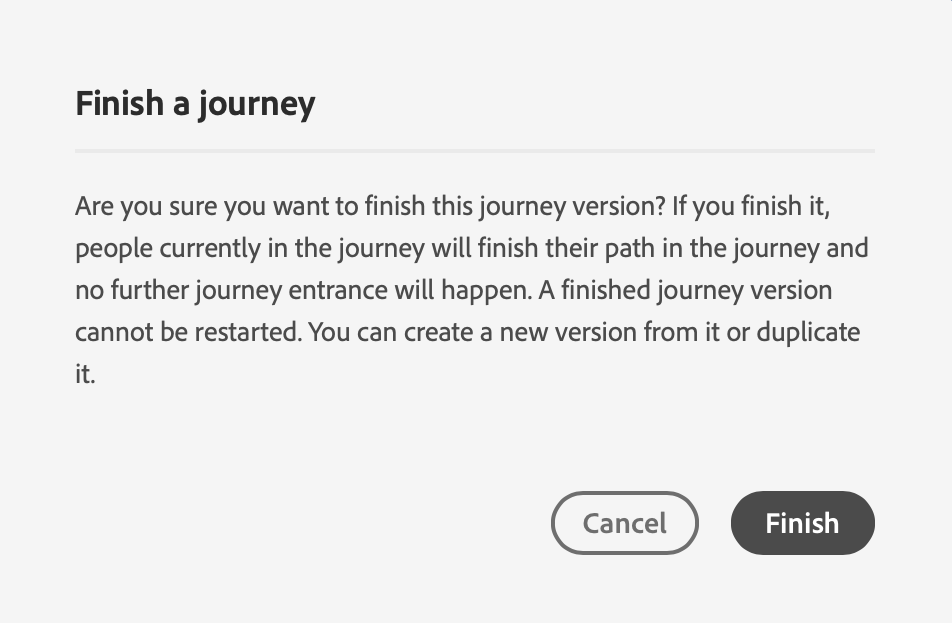 Finish a journey
Are you sure you want to finish this journey version? If you finish it,
people currently in the journey will finish their path in the journey and
no further journey entrance will happen. A finished journey version
cannot be restarted. You can create a new version from it or duplicate
it.
Cancel
Finish